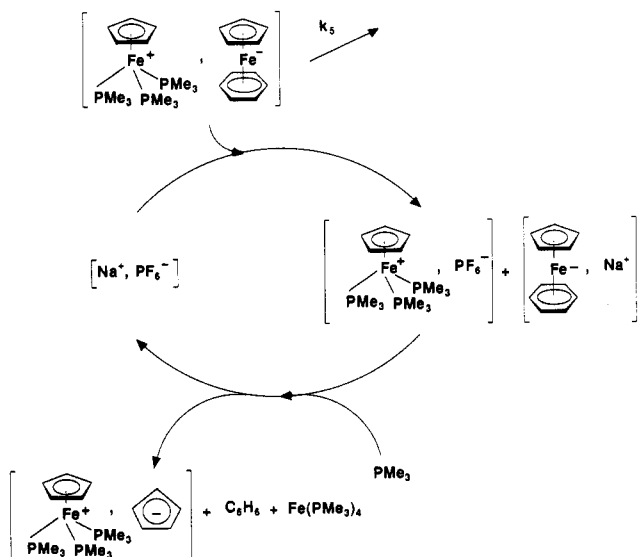 k5
Fe+ , Fe−
PMe3 PMe3 PMe3
[Na+, PF6−]
Fe+ , PF6− + Fe− , Na+
PMe3 PMe3 PMe3
PMe3
Fe+ , − + C6H6 + Fe(PMe3)4
PMe3 PMe3 PMe3